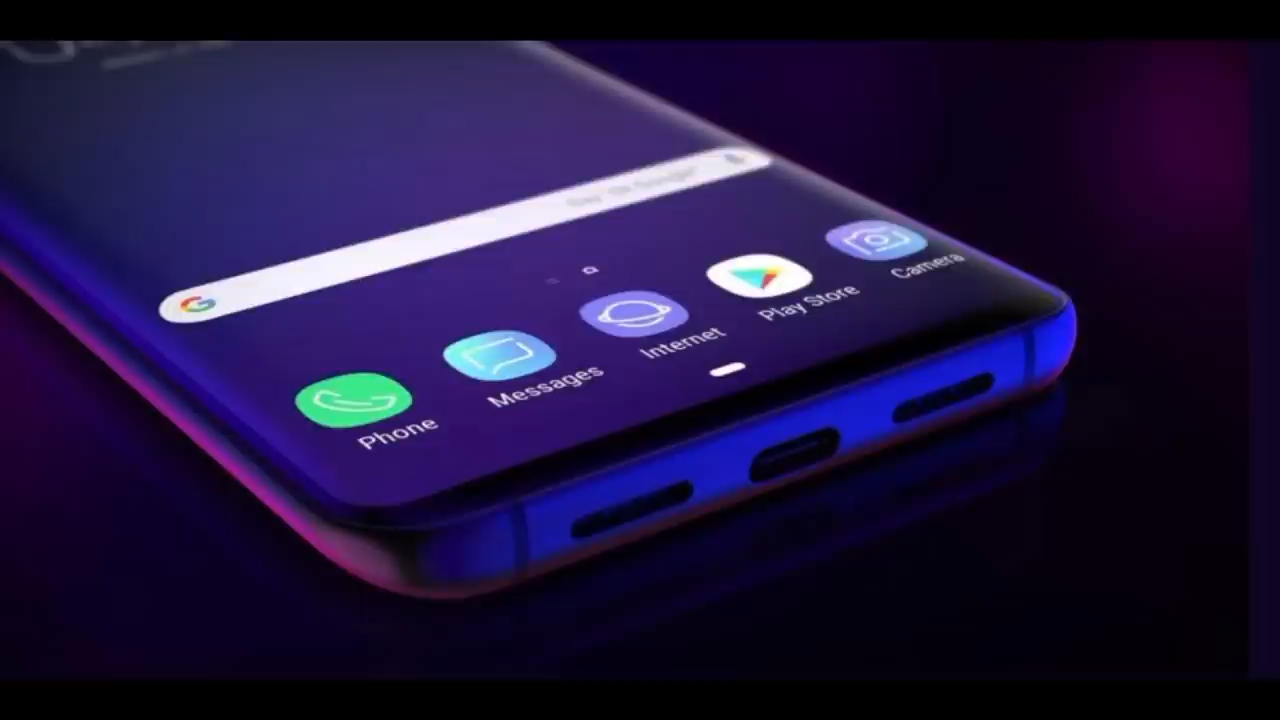 G
Phone
Messages
Internet
Play Store
Camera